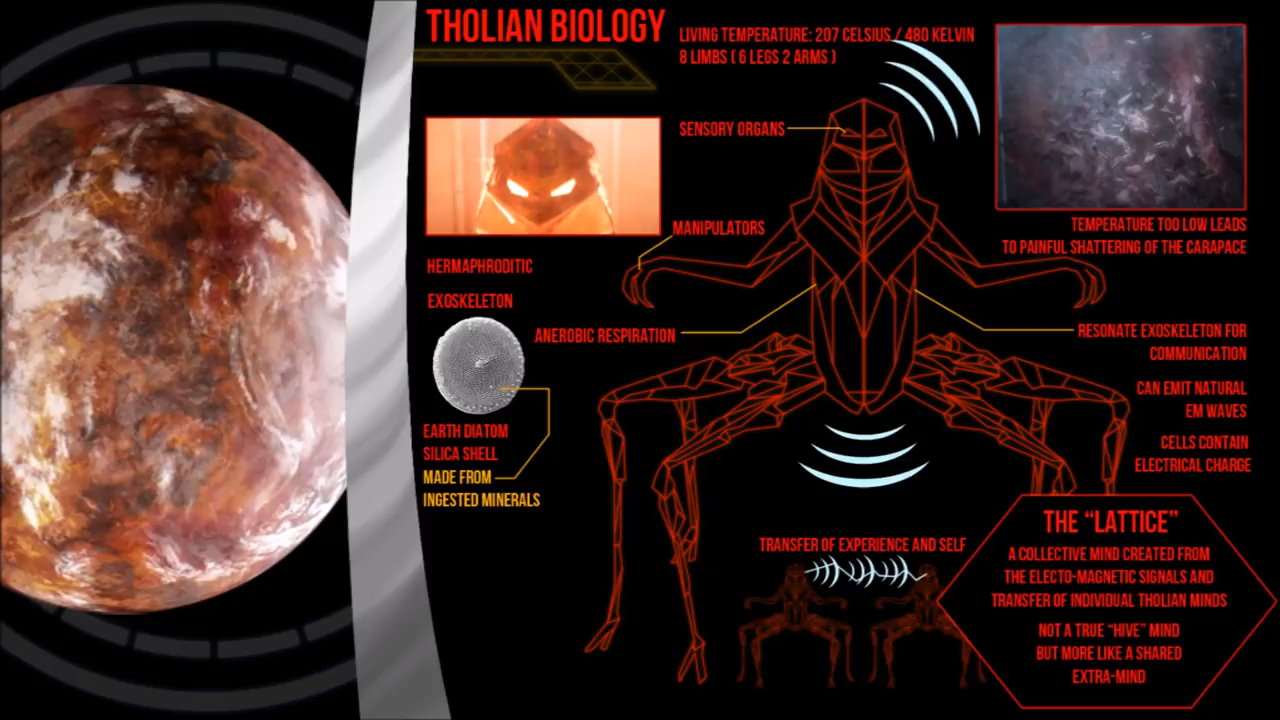 THOLIAN BIOLOGY
LIVING TEMPERATURE: 207 CELSIUS / 480 KELVIN
8 LIMBS ( 6 LEGS 2 ARMS )
SENSORY ORGANS
MANIPULATORS
HERMAPHRODITIC
EXOSKELETON
ANEROBIC RESPIRATION
EARTH DIATOM
SILICA SHELL
MADE FROM
INGESTED MINERALS
TEMPERATURE TOO LOW LEADS
TO PAINFUL SHATTERING OF THE CARAPACE
RESONATE EXOSKELETON FOR
COMMUNICATION
CAN EMIT NATURAL
EM WAVES
CELLS CONTAIN
ELECTRICAL CHARGE
TRANSFER OF EXPERIENCE AND SELF
THE "LATTICE"
A COLLECTIVE MIND CREATED FROM
THE ELECTO-MAGNETIC SIGNALS AND
TRANSFER OF INDIVIDUAL THOLIAN MINDS
NOT A TRUE "HIVE" MIND
BUT MORE LIKE A SHARED
EXTRA-MIND